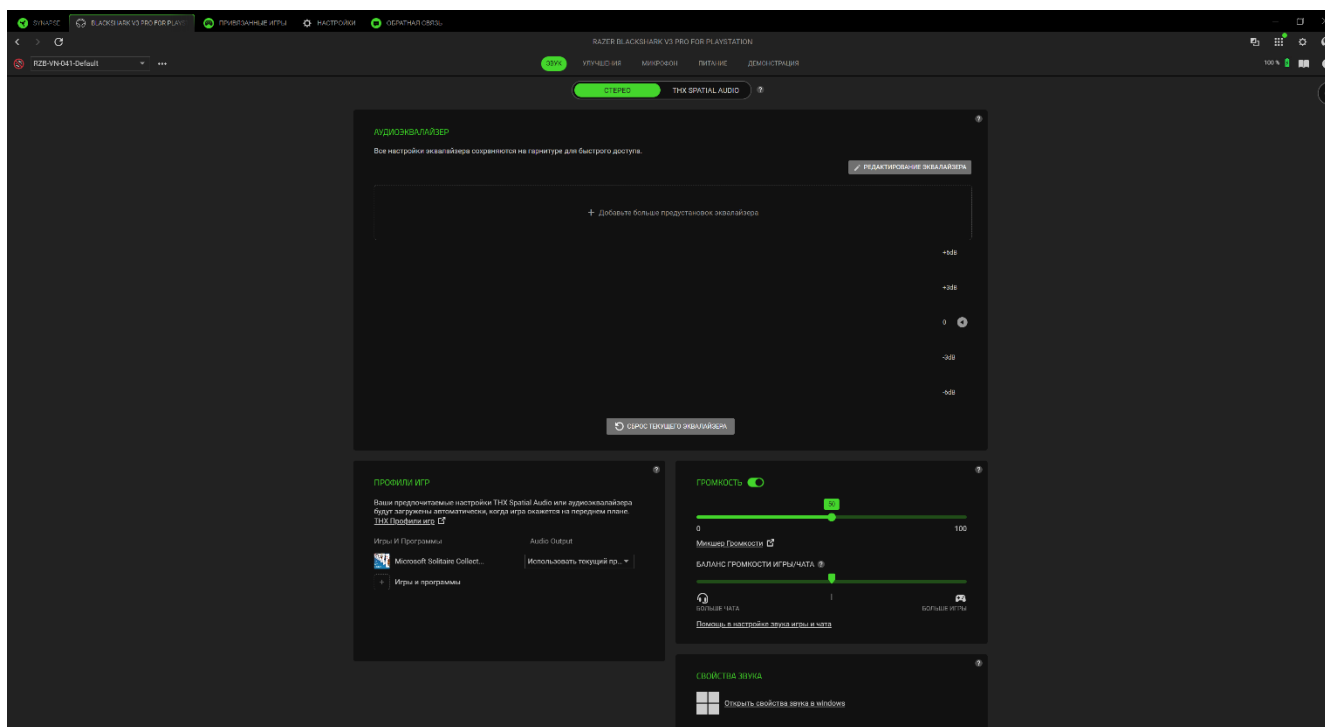 SYNAPSE BLACKSHARK V3 PRO FOR PLAY ПРИВЯЗАННЫЕ ИГРЫ НАСТРОЙКИ ОБРАТНАЯ СВЯЗЬ
RAZER BLACKSHARK V3 PRO FOR PLAYSTATION
RZB-VN-041-Default ЗВУК УЛУЧШЕНИЯ МИКРОФОН ПИТАНИЕ ДЕМОНСТРАЦИЯ 100 %
СТЕРЕО THX SPATIAL AUDIO ?
АУДИОЭКВАЛАЙЗЕР ?
Все настройки эквалайзера сохраняются на гарнитуре для быстрого доступа.
РЕДАКТИРОВАНИЕ ЭКВАЛАЙЗЕРА
+ Добавьте больше предустановок эквалайзера
+6dB
+3dB
0
-3dB
-6dB
СБРОС ТЕКУЩЕГО ЭКВАЛАЙЗЕРА
ПРОФИЛИ ИГР ?
Ваши предпочитаемые настройки THX Spatial Audio или аудиоэквалайзера
будут загружены автоматически, когда игра окажется на переднем плане.
THX Профили игр
Игры И Программы Audio Output
Microsoft Solitaire Collect... Использовать текущий пр...
+ Игры и программы
ГРОМКОСТЬ ?
50
0 100
Микшер Громкости
БАЛАНС ГРОМКОСТИ ИГРЫ/ЧАТА ?
БОЛЬШЕ ЧАТА БОЛЬШЕ ИГРЫ
Помощь в настройке звука игры и чата
СВОЙСТВА ЗВУКА ?
Открыть свойства звука в windows